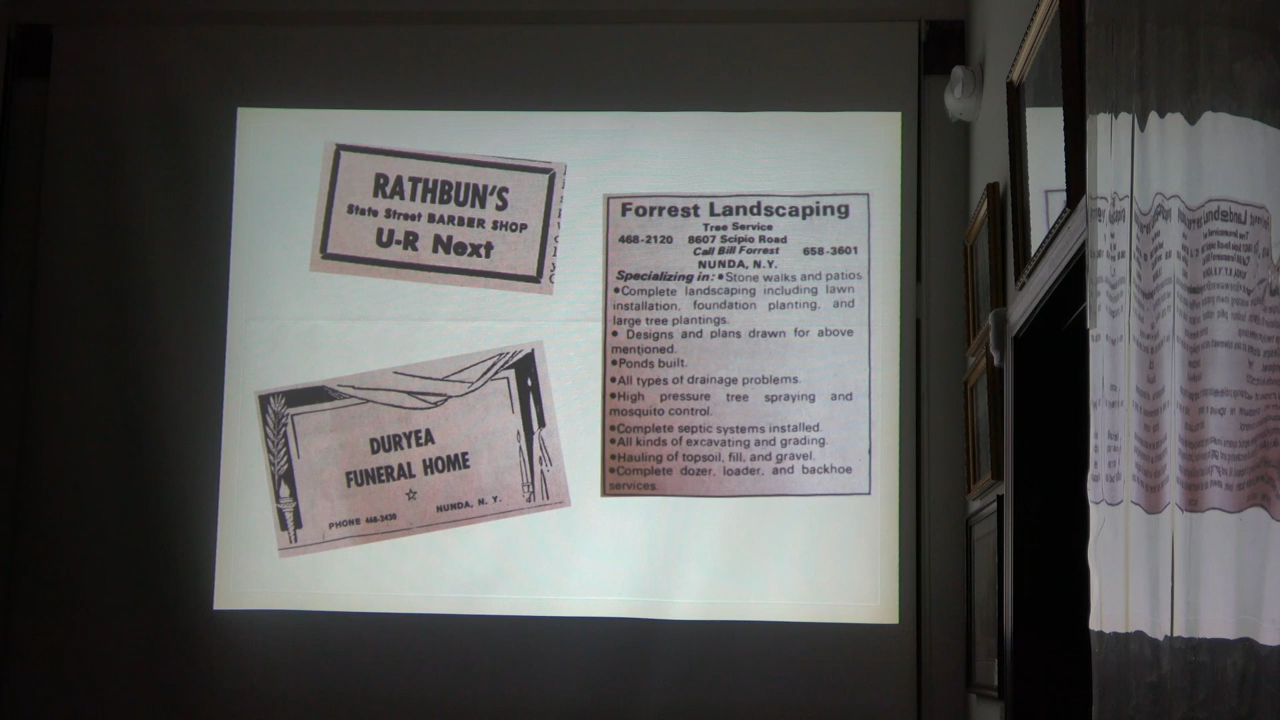 RATHBUN'S
State Street BARBER SHOP
U-R Next
DURYEA
FUNERAL HOME
PHONE 468-3430
NUNDA, N. Y.
Forrest Landscaping
Tree Service
468-2120 8607 Scipio Road
Call Bill Forrest 658-3601
NUNDA, N.Y.
Specializing in: •Stone walks and patios
•Complete landscaping including lawn
installation, foundation planting, and
large tree plantings.
• Designs and plans drawn for above
mentioned.
•Ponds built.
•All types of drainage problems.
•High pressure tree spraying and
mosquito control.
•Complete septic systems installed.
•All kinds of excavating and grading.
•Hauling of topsoil, fill, and gravel.
•Complete dozer, loader, and backhoe
services.